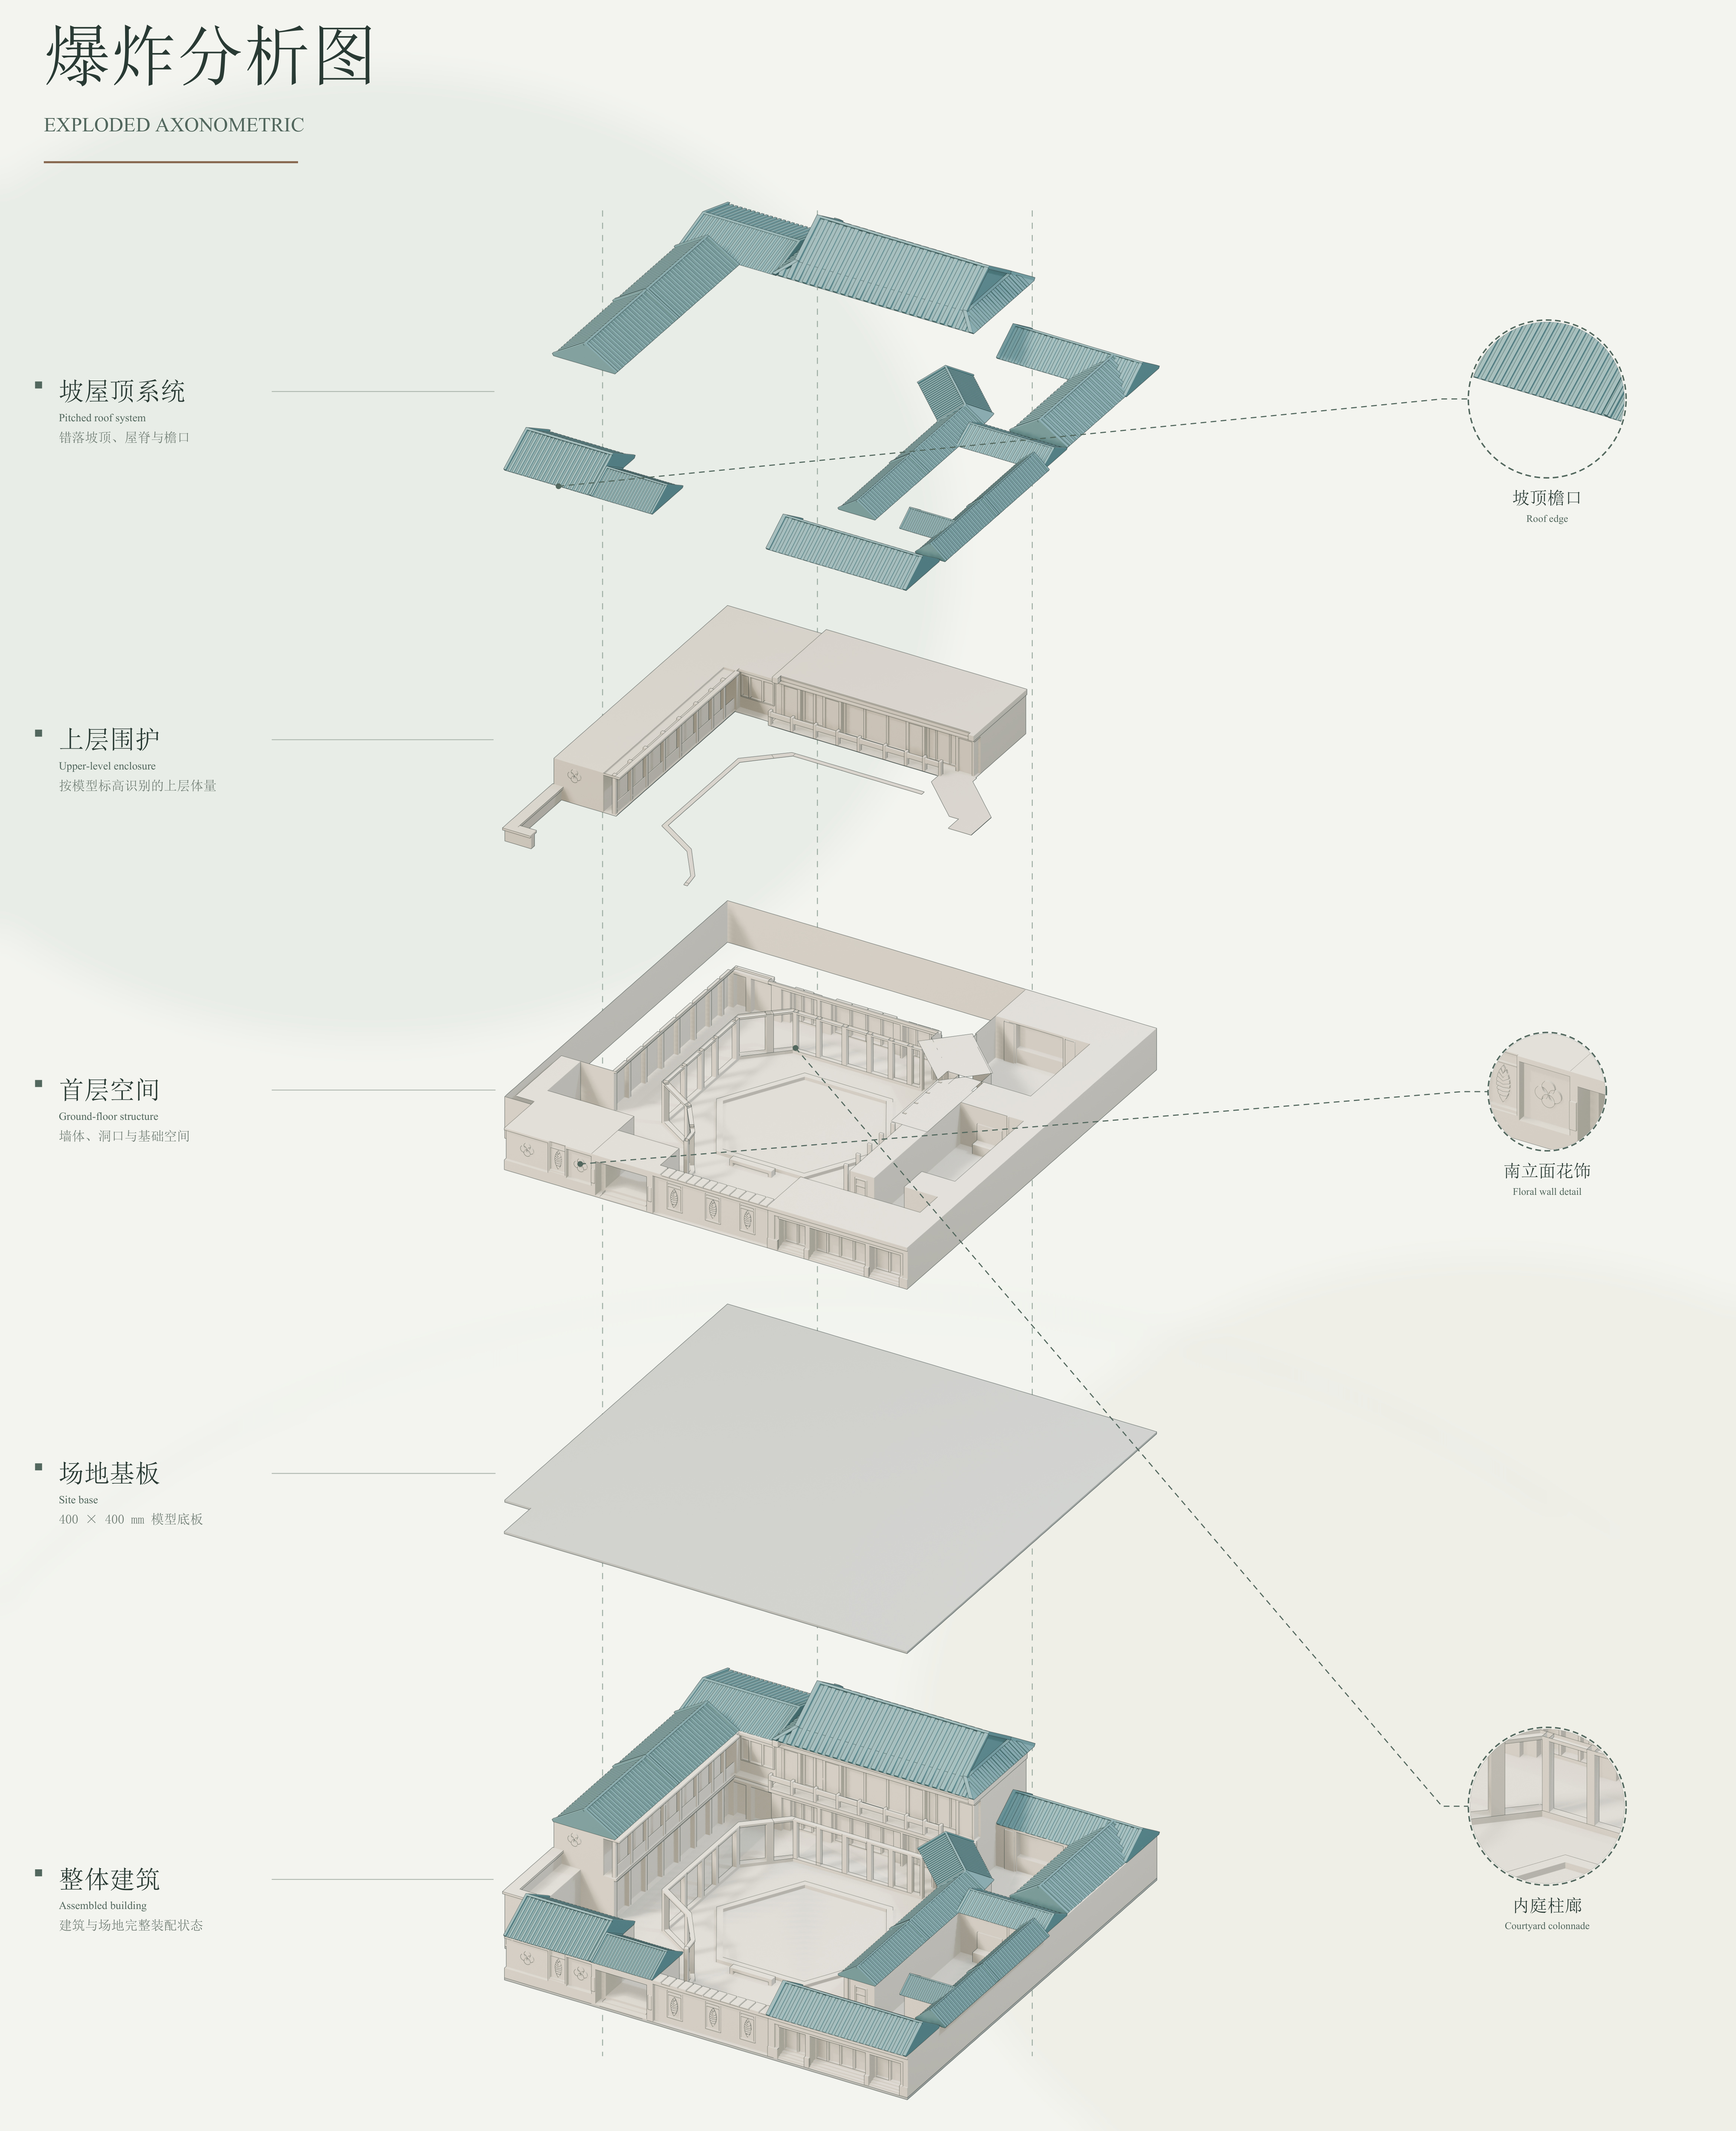 爆炸分析图
EXPLODED AXONOMETRIC
坡屋顶系统
Pitched roof system
错落坡顶、屋脊与檐口
坡顶檐口
Roof edge
上层围护
Upper-level enclosure
按模型标高识别的上层体量
首层空间
Ground-floor structure
墙体、洞口与基础空间
南立面花饰
Floral wall detail
场地基板
Site base
400 × 400 mm 模型底板
整体建筑
Assembled building
建筑与场地完整装配状态
内庭柱廊
Courtyard colonnade